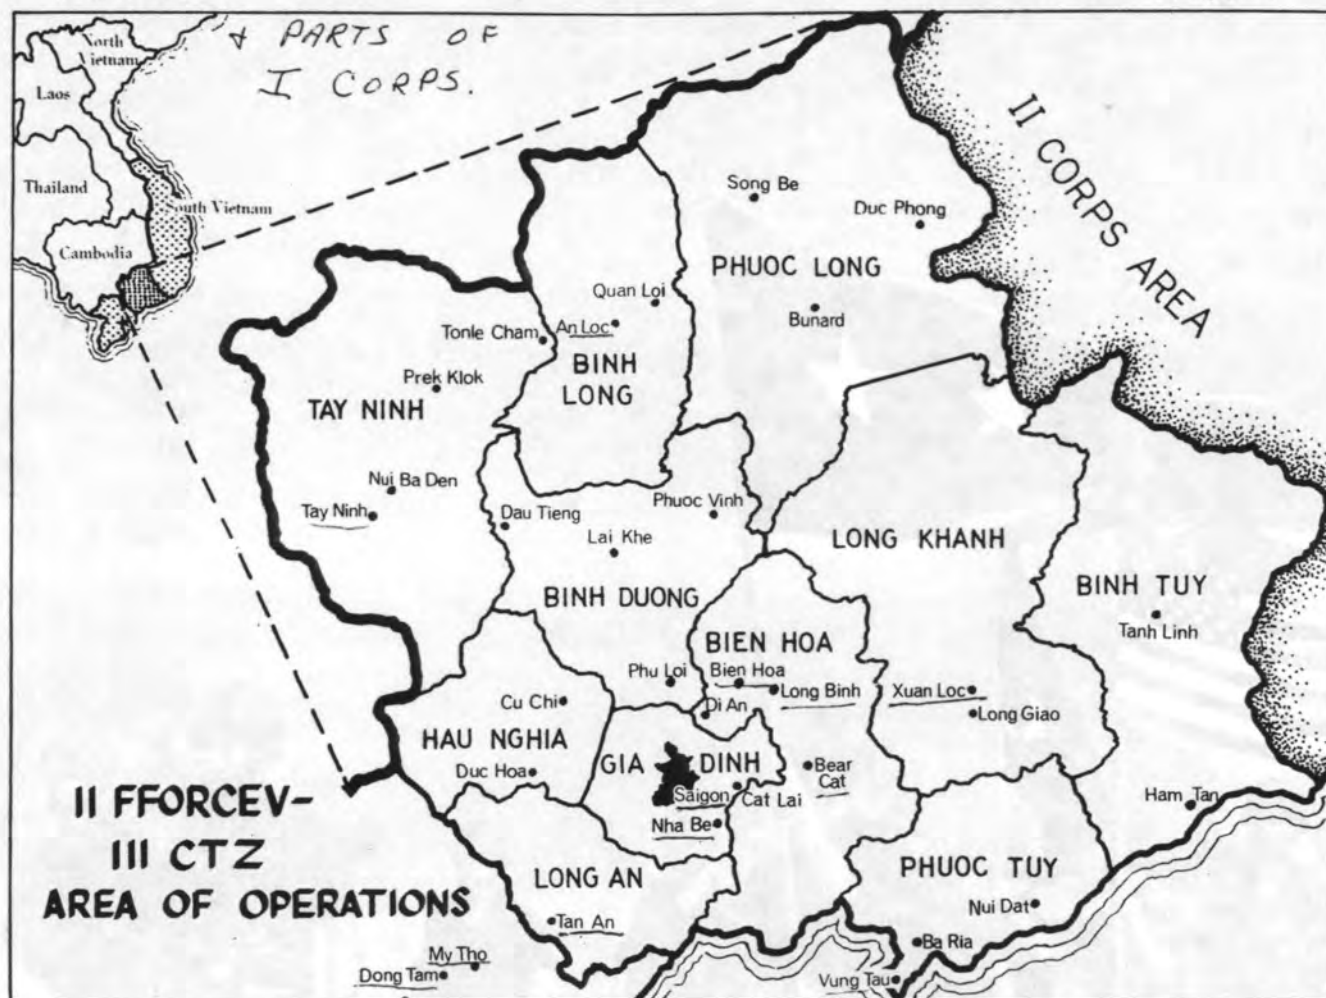 & PARTS OF
I CORPS.
North
Vietnam
Laos
Thailand
South Vietnam
Cambodia
II CORPS AREA
Song Be
Duc Phong
PHUOC LONG
Quan Loi
Bunard
Tonle Cham
An Loc
BINH
LONG
Prek Klok
TAY NINH
Nui Ba Den
Tay Ninh
Dau Tieng
Phuoc Vinh
Lai Khe
LONG KHANH
BINH DUONG
BINH TUY
Tanh Linh
BIEN HOA
Phu Loi
Bien Hoa
Long Binh
Xuan Loc
Cu Chi
Di An
Long Giao
HAU NGHIA
GIA DINH
Duc Hoa
Bear
Cat
Saigon
Cat Lai
Ham Tan
Nha Be
II FFORCEV-
III CTZ
AREA OF OPERATIONS
LONG AN
PHUOC TUY
Nui Dat
Tan An
Ba Ria
My Tho
Dong Tam
Vung Tau